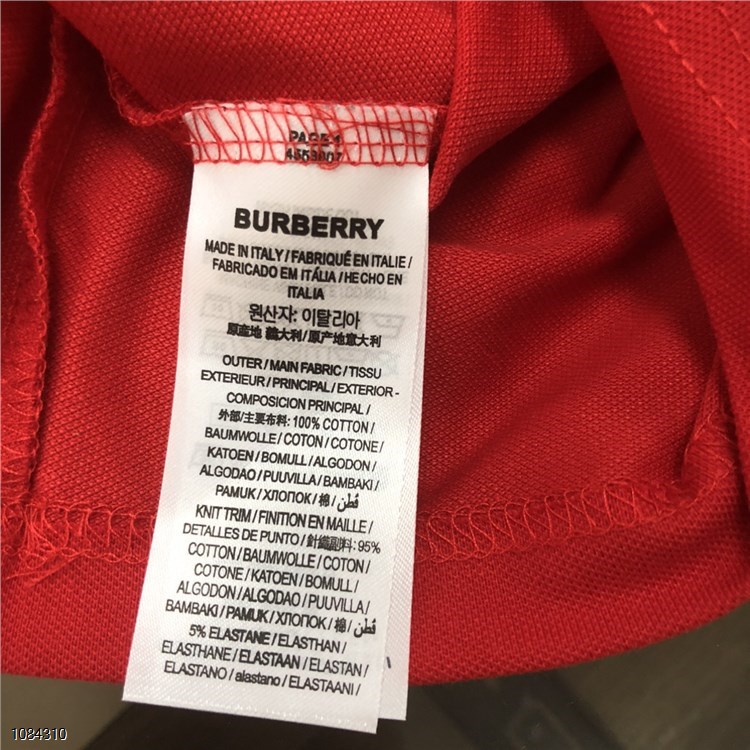 PAGE 1
4553007
BURBERRY
MADE IN ITALY / FABRIQUÉ EN ITALIE /
FABRICADO EM ITÁLIA / HECHO EN
ITALIA
원산지: 이탈리아
原産地 義大利 / 原产地意大利
OUTER / MAIN FABRIC / TISSU
EXTERIEUR / PRINCIPAL / EXTERIOR -
COMPOSICION PRINCIPAL /
外部/主要布料: 100% COTTON /
BAUMWOLLE / COTON / COTONE /
KATOEN / BOMULL / ALGODON /
ALGODAO / PUUVILLA / BAMBAKI /
PAMUK / ХЛОПОК / 棉 / قطن /
KNIT TRIM / FINITION EN MAILLE /
DETALLES DE PUNTO / 針織副料: 95%
COTTON / BAUMWOLLE / COTON /
COTONE / KATOEN / BOMULL /
ALGODON / ALGODAO / PUUVILLA /
BAMBAKI / PAMUK / ХЛОПОК / 棉 / قطن
5% ELASTANE / ELASTHAN /
ELASTHANE / ELASTAAN / ELASTAN /
ELASTANO / alastano / ELASTAANI /
1084310